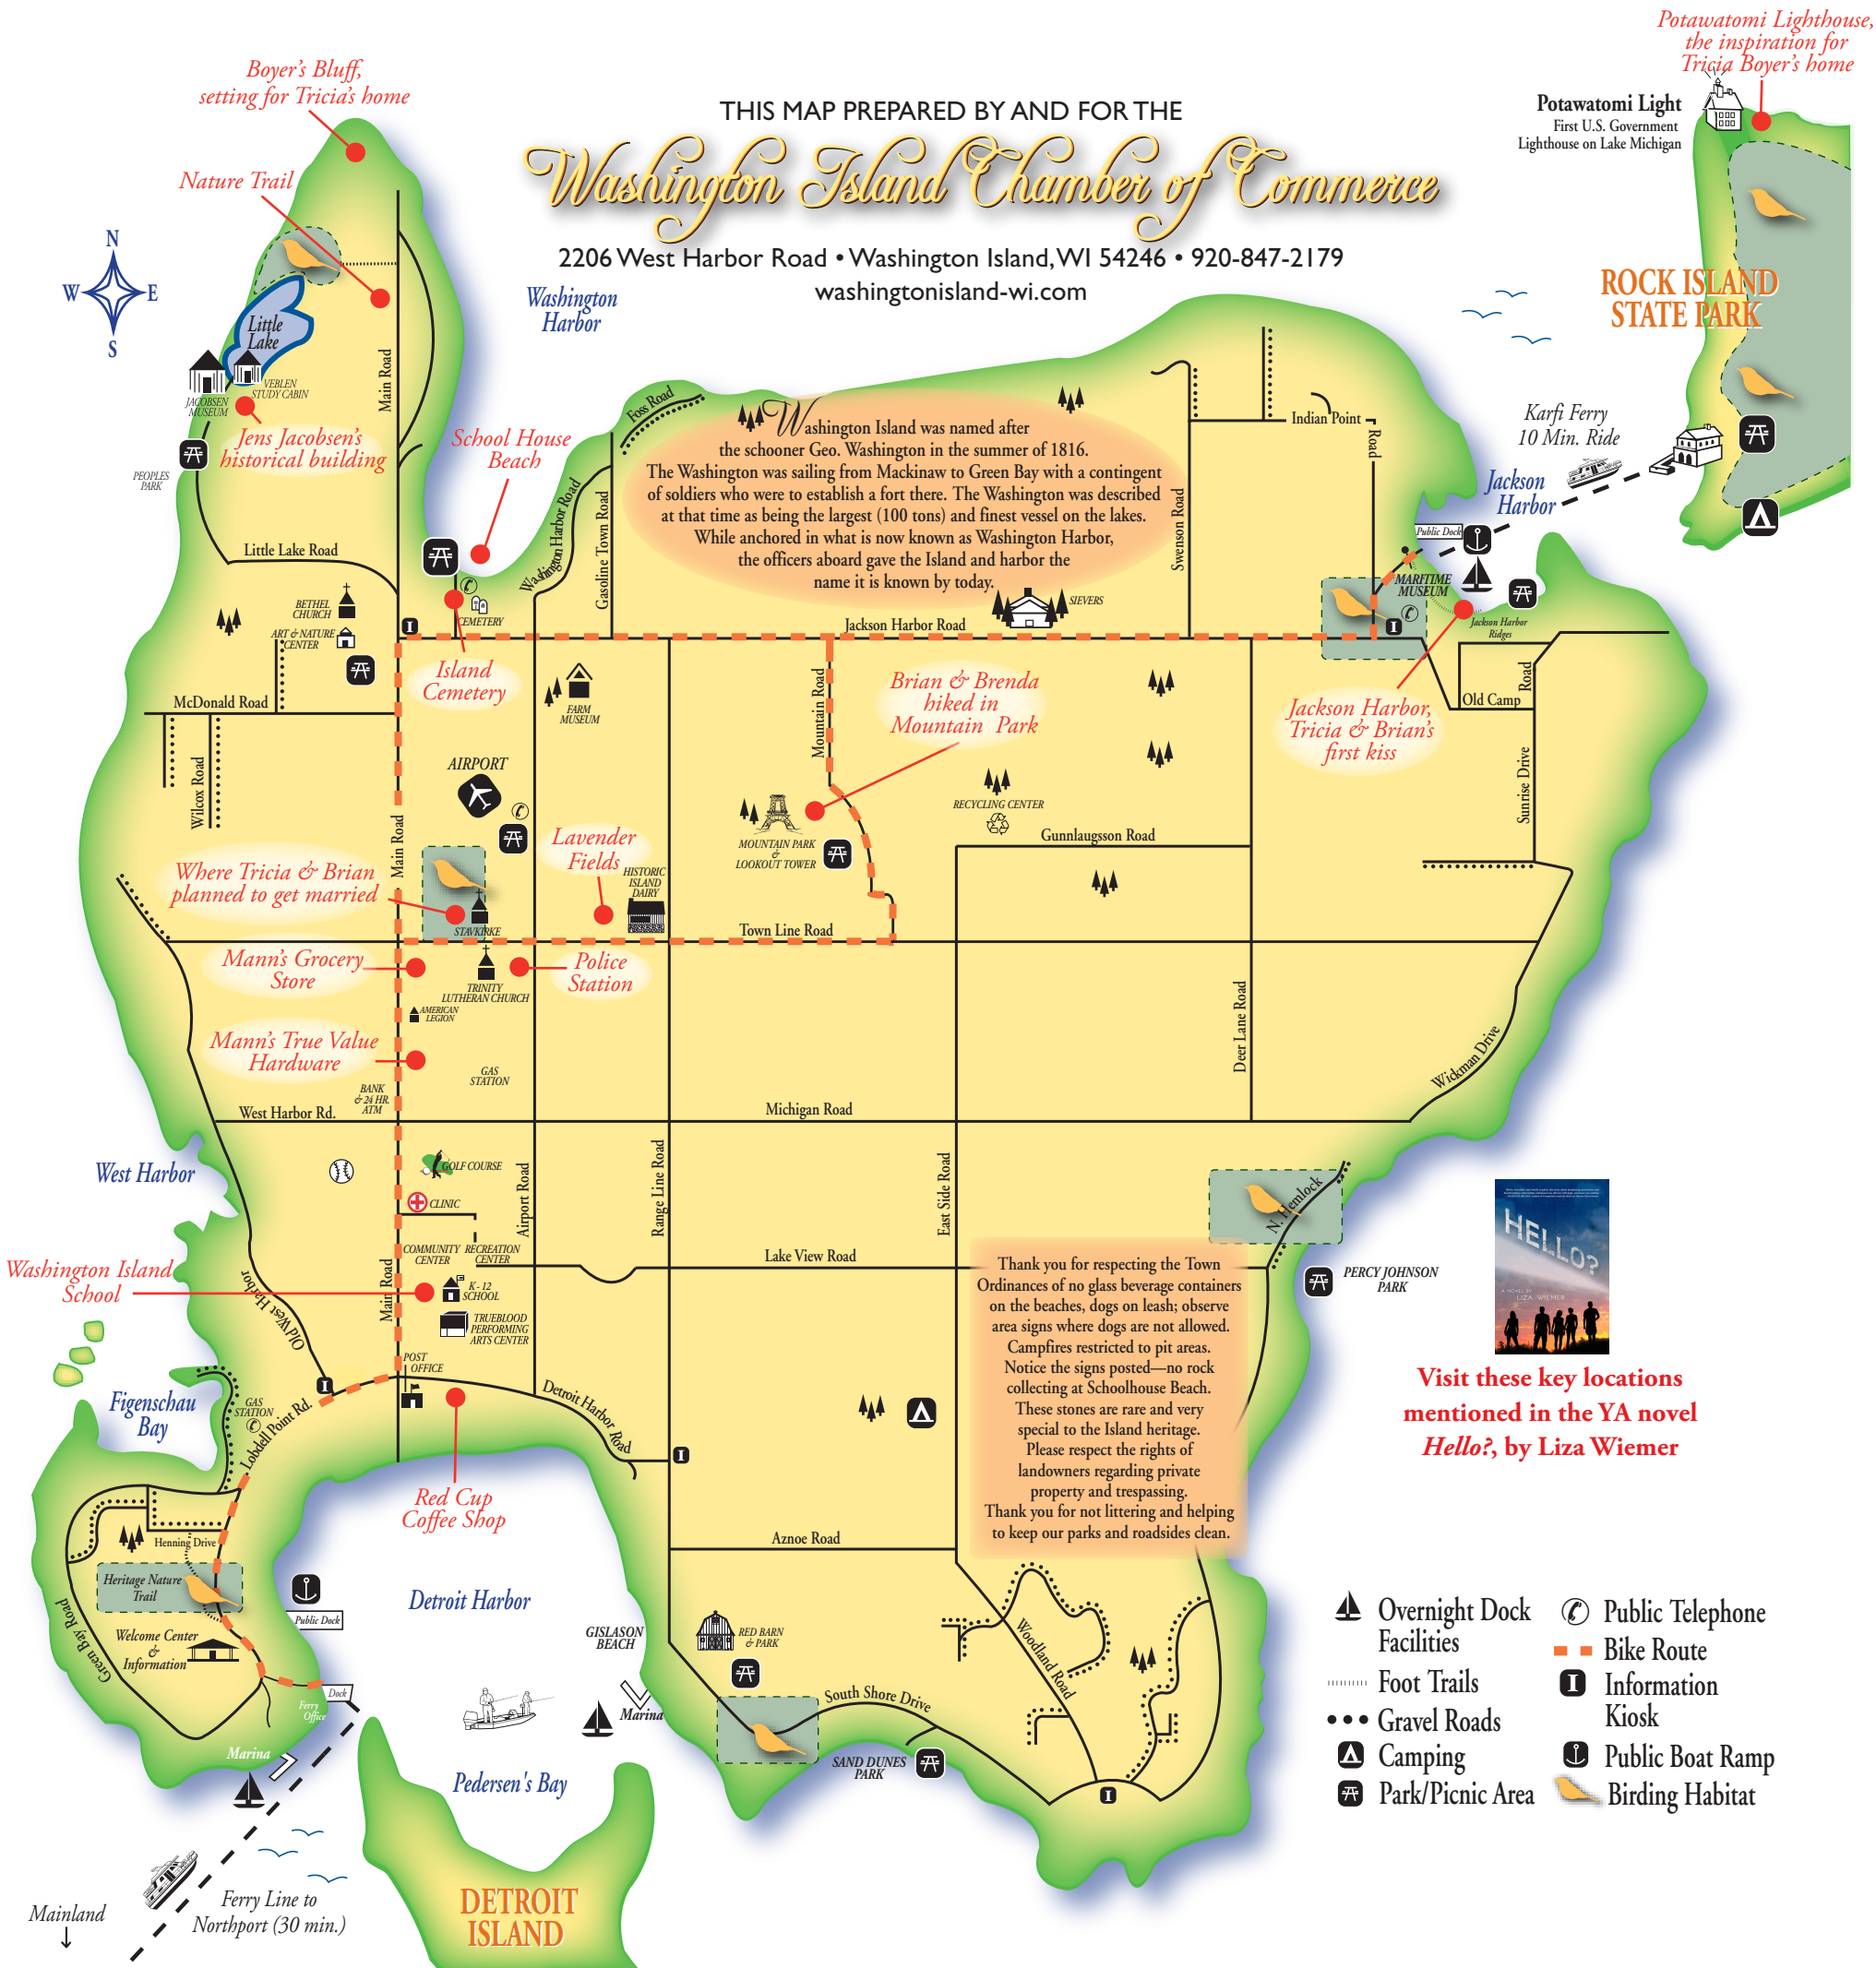 Potawatomi Lighthouse,
the inspiration for
Tricia Boyer's home
Boyer's Bluff,
setting for Tricia's home
THIS MAP PREPARED BY AND FOR THE
Washington Island Chamber of Commerce
2206 West Harbor Road • Washington Island, WI 54246 • 920-847-2179
washingtonisland-wi.com
Potawatomi Light
First U.S. Government
Lighthouse on Lake Michigan
Nature Trail
N
W
E
S
Washington
Harbor
ROCK ISLAND
STATE PARK
Little
Lake
Main Road
VEBLEN
STUDY CABIN
JACOBSEN
MUSEUM
Jens Jacobsen's
historical building
PEOPLES
PARK
School House
Beach
Foss Road
Washington Island was named after
the schooner Geo. Washington in the summer of 1816.
The Washington was sailing from Mackinaw to Green Bay with a contingent
of soldiers who were to establish a fort there. The Washington was described
at that time as being the largest (100 tons) and finest vessel on the lakes.
While anchored in what is now known as Washington Harbor,
the officers aboard gave the Island and harbor the
name it is known by today.
Indian Point
Road
Karfi Ferry
10 Min. Ride
Jackson
Harbor
Public Dock
Washington Harbor Road
Gasoline Town Road
Swenson Road
Little Lake Road
BETHEL
CHURCH
ART & NATURE
CENTER
I
CEMETERY
SIEVERS
Jackson Harbor Road
MARITIME
MUSEUM
I
Jackson Harbor
Ridges
Island
Cemetery
McDonald Road
Wilcox Road
FARM
MUSEUM
Mountain Road
Brian & Brenda
hiked in
Mountain Park
Jackson Harbor,
Tricia & Brian's
first kiss
Old Camp
Road
Sunrise Drive
AIRPORT
RECYCLING CENTER
MOUNTAIN PARK
&
LOOKOUT TOWER
Gunnlaugsson Road
Main Road
Where Tricia & Brian
planned to get married
STAVKIRKE
Lavender
Fields
HISTORIC
ISLAND
DAIRY
Town Line Road
Mann's Grocery
Store
TRINITY
LUTHERAN CHURCH
Police
Station
AMERICAN
LEGION
Mann's True Value
Hardware
GAS
STATION
BANK
& 24 HR.
ATM
West Harbor Rd.
Michigan Road
Deer Lane Road
Wickman Drive
West Harbor
GOLF COURSE
CLINIC
Airport Road
Range Line Road
East Side Road
N. Hemlock
COMMUNITY
CENTER
RECREATION
CENTER
Lake View Road
PERCY JOHNSON
PARK
Washington Island
School
Old West Harbor
Main Road
K - 12
SCHOOL
TRUEBLOOD
PERFORMING
ARTS CENTER
POST
OFFICE
I
Thank you for respecting the Town
Ordinances of no glass beverage containers
on the beaches, dogs on leash; observe
area signs where dogs are not allowed.
Campfires restricted to pit areas.
Notice the signs posted—no rock
collecting at Schoolhouse Beach.
These stones are rare and very
special to the Island heritage.
Please respect the rights of
landowners regarding private
property and trespassing.
Thank you for not littering and helping
to keep our parks and roadsides clean.
HELLO?
A NOVEL BY
LIZA WIEMER
Visit these key locations
mentioned in the YA novel
Hello?, by Liza Wiemer
Figenschau
Bay
GAS
STATION
Lobdell Point Rd.
Detroit Harbor Road
I
Red Cup
Coffee Shop
Henning Drive
Heritage Nature
Trail
Green Bay Road
Welcome Center
&
Information
Public Dock
Dock
Ferry
Office
Marina
Detroit Harbor
Aznoe Road
GISLASON
BEACH
Marina
RED BARN
& PARK
Woodland Road
South Shore Drive
SAND DUNES
PARK
I
Pedersen's Bay
DETROIT
ISLAND
Ferry Line to
Northport (30 min.)
Mainland
Overnight Dock
Facilities
Foot Trails
Gravel Roads
Camping
Park/Picnic Area
Public Telephone
Bike Route
I
Information
Kiosk
Public Boat Ramp
Birding Habitat